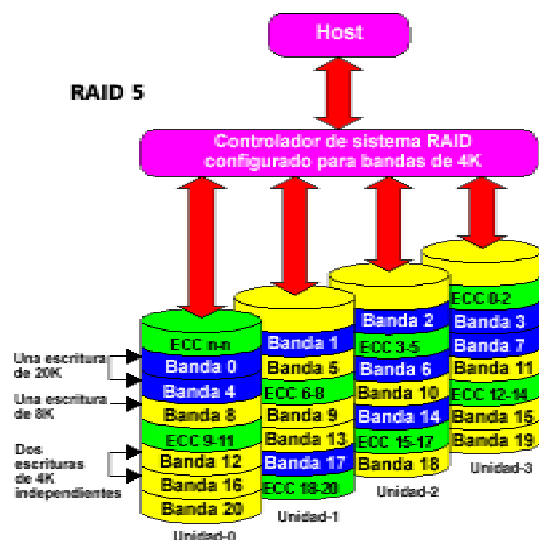 Host
RAID 5
Controlador de sistema RAID
configurado para bandas de 4K
Una escritura
de 20K
Una escritura
de 8K
Dos
escrituras
de 4K
independientes
ECC n-n
Banda 0
Banda 4
Banda 8
ECC 9-11
Banda 12
Banda 16
Banda 20
Unidad-0
Banda 1
Banda 5
ECC 6-8
Banda 9
Banda 13
Banda 17
ECC 18-20
Unidad-1
Banda 2
ECC 3-5
Banda 6
Banda 10
Banda 14
ECC 15-17
Banda 18
Unidad-2
ECC 0-2
Banda 3
Banda 7
Banda 11
ECC 12-14
Banda 15
Banda 19
Unidad-3